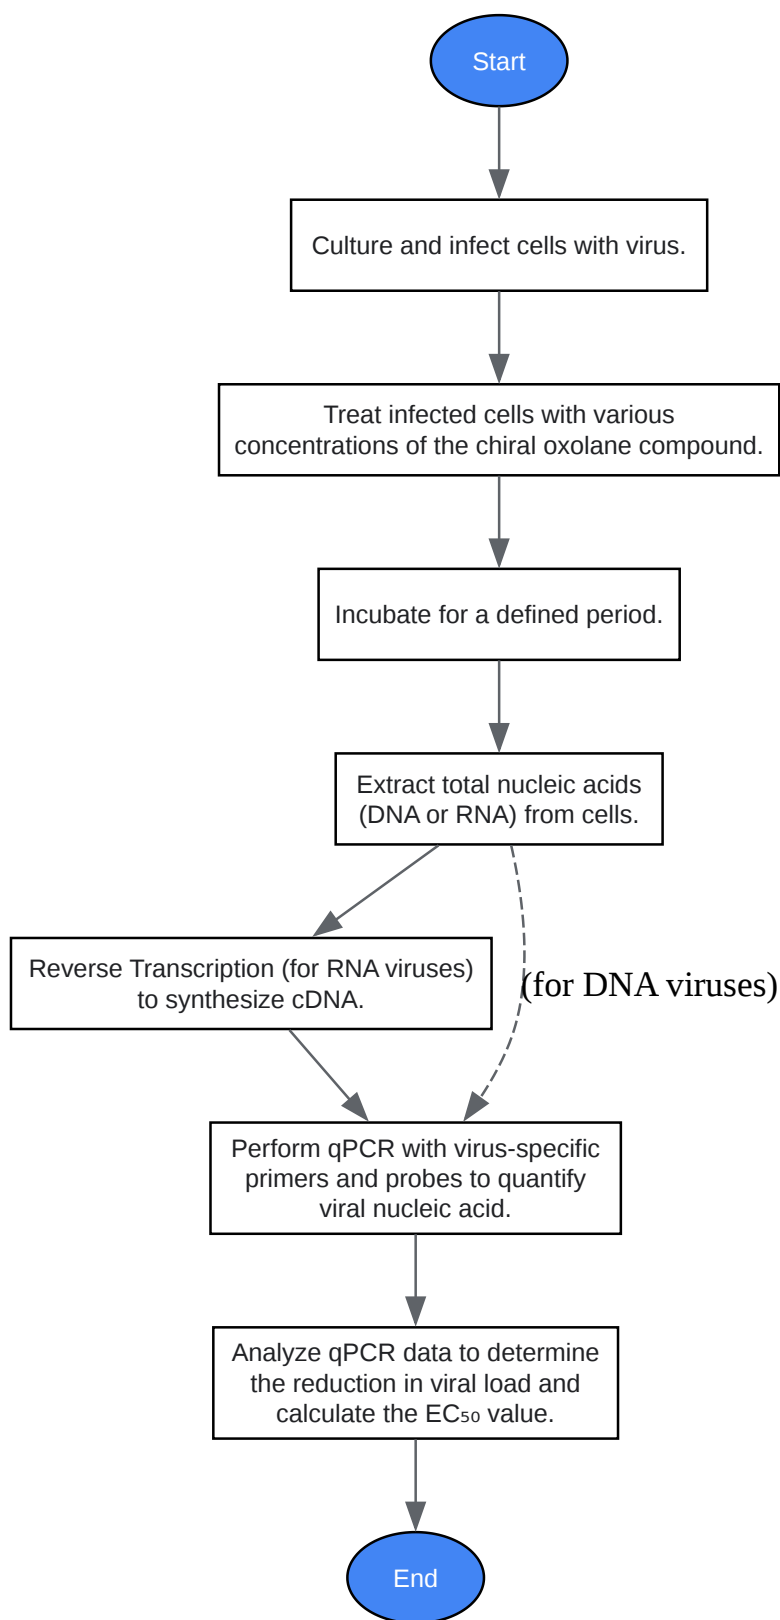 Start
Culture and infect cells with virus.
Treat infected cells with various
concentrations of the chiral oxolane compound.
Incubate for a defined period.
Extract total nucleic acids
(DNA or RNA) from cells.
Reverse Transcription (for RNA viruses)
to synthesize cDNA.
(for DNA viruses)
Perform qPCR with virus-specific
primers and probes to quantify
viral nucleic acid.
Analyze qPCR data to determine
the reduction in viral load and
calculate the EC₅₀ value.
End